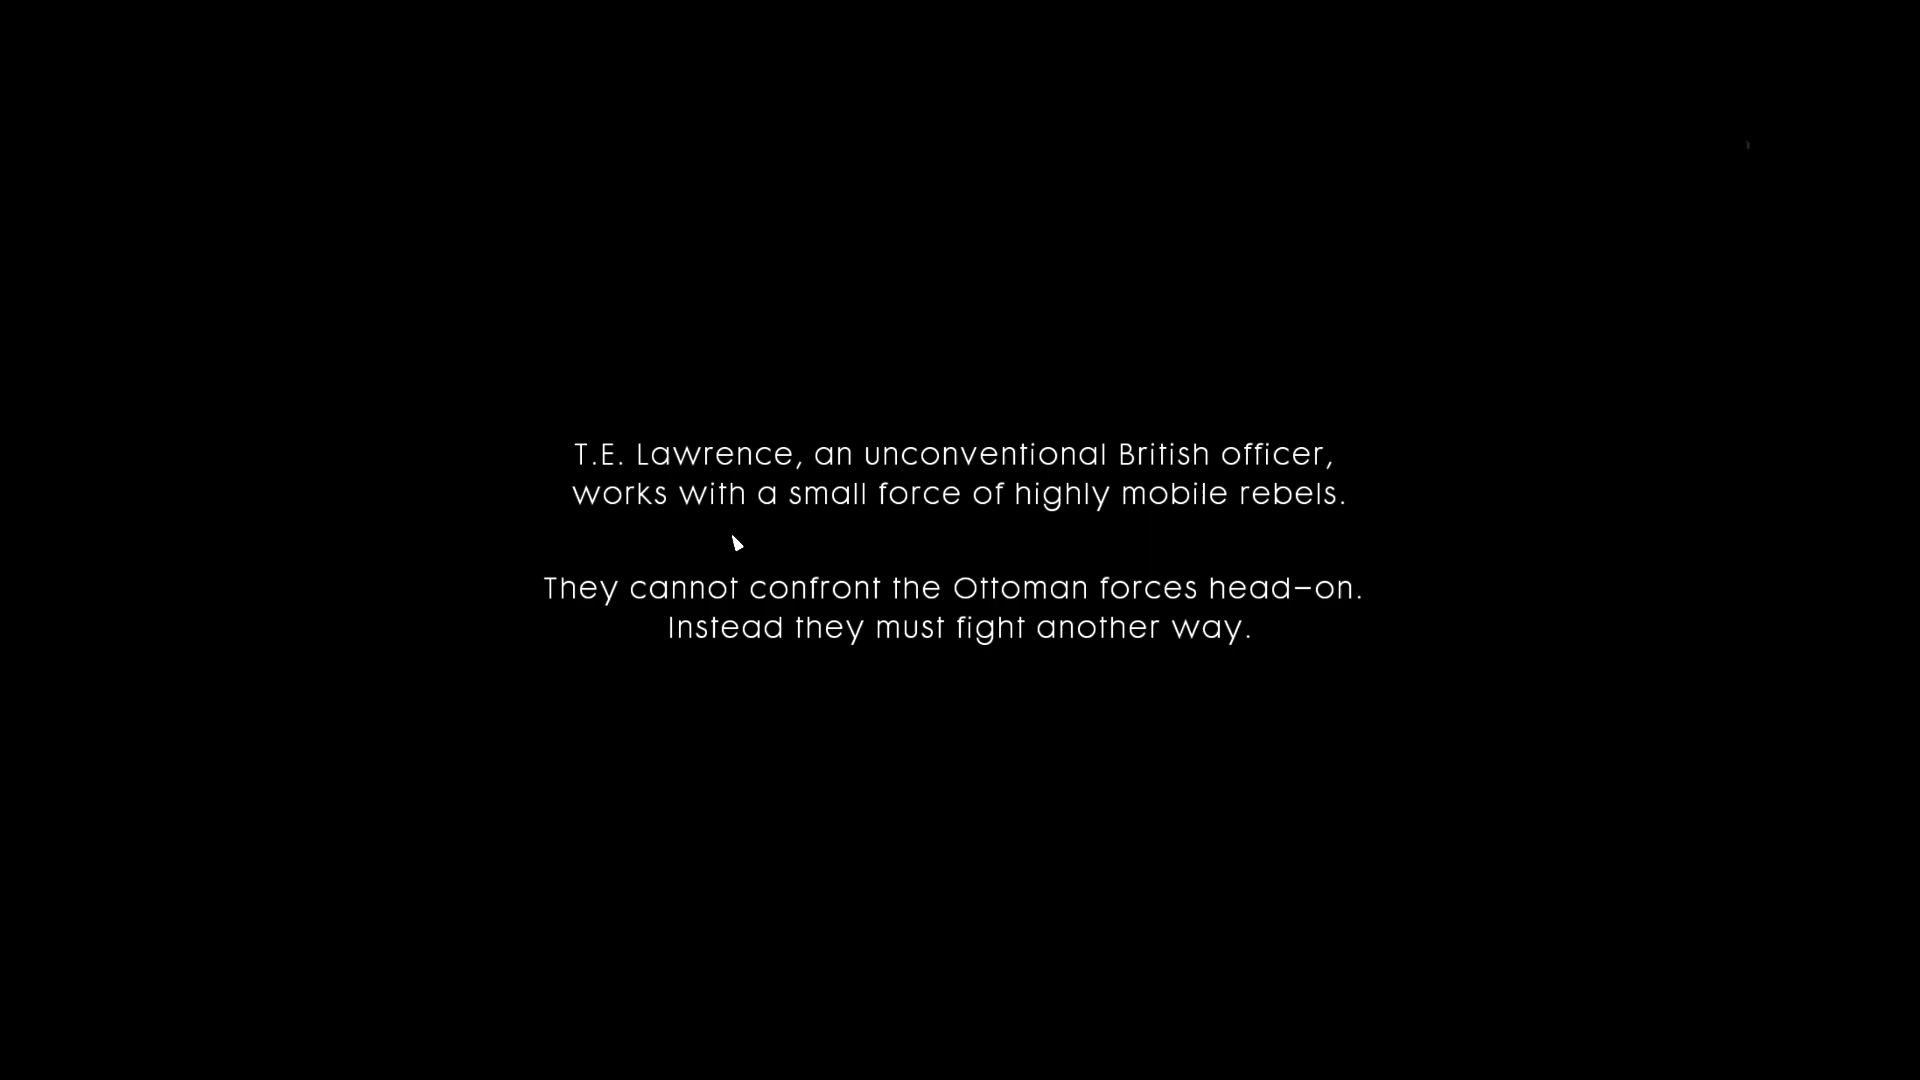 T.E. Lawrence, an unconventional British officer,
works with a small force of highly mobile rebels.
They cannot confront the Ottoman forces head-on.
Instead they must fight another way.